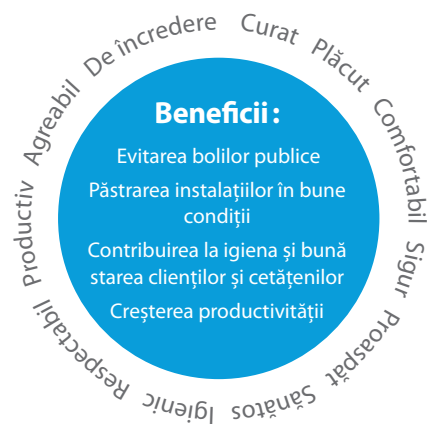 De încredere Curat Plăcut Comfortabil Sigur Proaspăt Sănătos Igienic Respectabil Productiv Agreabil
Beneficii:
Evitarea bolilor publice
Păstrarea instalațiilor în bune
condiții
Contribuirea la igiena și bună
starea clienților și cetățenilor
Creșterea productivității